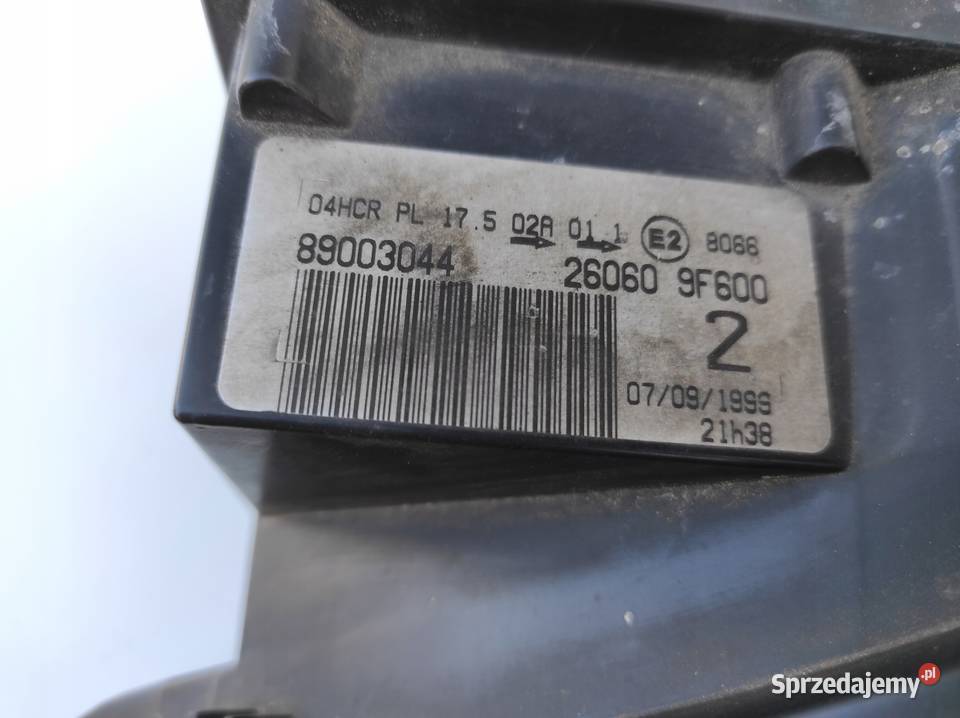 04HCR PL 17.5 02A 01.1 E2 8066
89003044 26060 9F600
2
07/09/1999
21h38
Sprzedajemy.pl